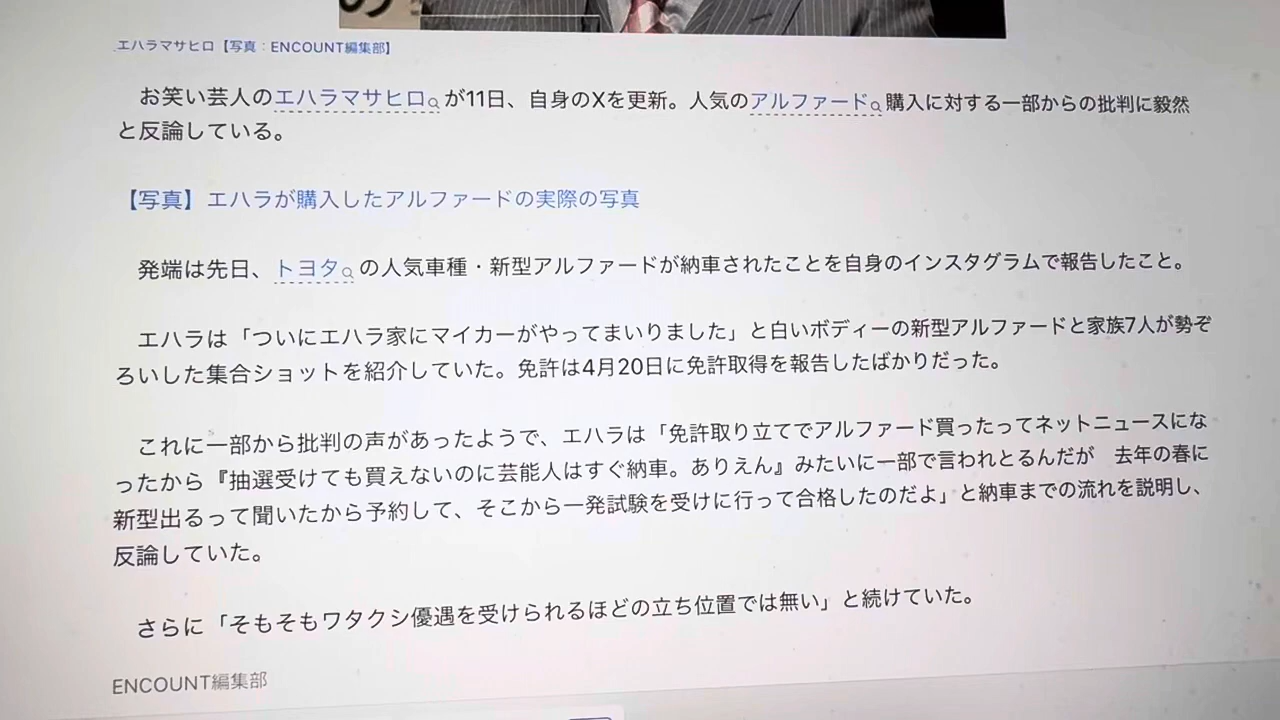 の
エハラマサヒロ【写真：ENCOUNT編集部】
お笑い芸人のエハラマサヒロが11日、自身のXを更新。人気のアルファード購入に対する一部からの批判に毅然
と反論している。
【写真】エハラが購入したアルファードの実際の写真
発端は先日、トヨタの人気車種・新型アルファードが納車されたことを自身のインスタグラムで報告したこと。
エハラは「ついにエハラ家にマイカーがやってまいりました」と白いボディーの新型アルファードと家族7人が勢ぞ
ろいした集合ショットを紹介していた。免許は4月20日に免許取得を報告したばかりだった。
これに一部から批判の声があったようで、エハラは「免許取り立てでアルファード買ったってネットニュースにな
ったから『抽選受けても買えないのに芸能人はすぐ納車。ありえん』みたいに一部で言われとるんだが　去年の春に
新型出るって聞いたから予約して、そこから一発試験を受けに行って合格したのだよ」と納車までの流れを説明し、
反論していた。
さらに「そもそもワタクシ優遇を受けられるほどの立ち位置では無い」と続けていた。
ENCOUNT編集部